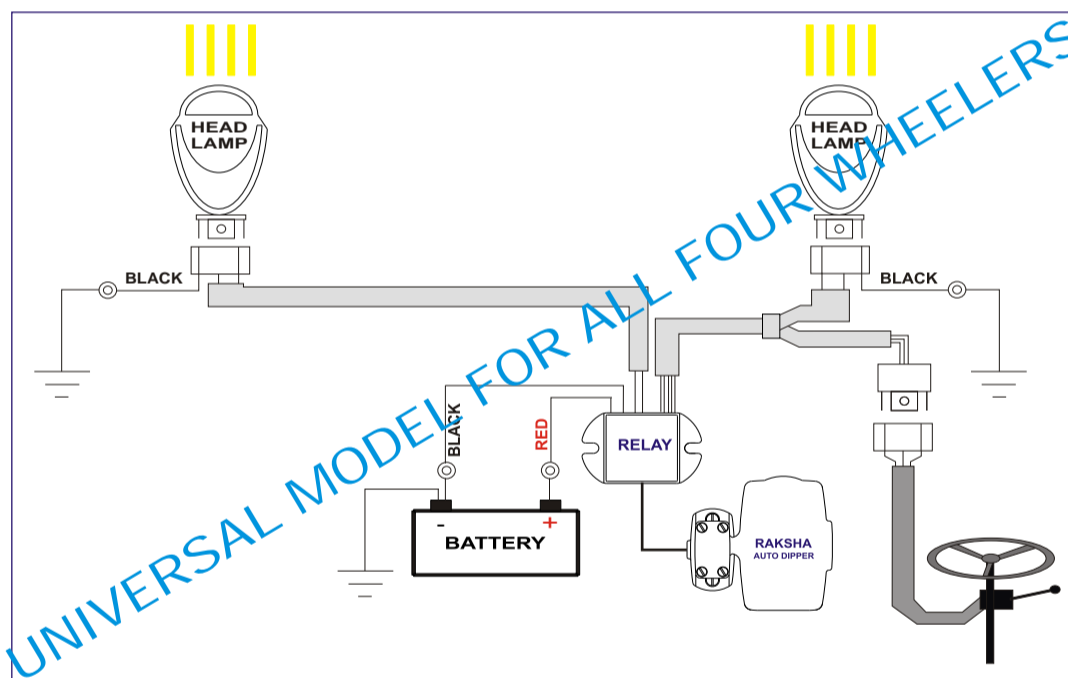 HEAD
LAMP
HEAD
LAMP
BLACK
BLACK
BLACK
RED
RELAY
-
+
BATTERY
RAKSHA
AUTO DIPPER
UNIVERSAL MODEL FOR ALL FOUR WHEELERS